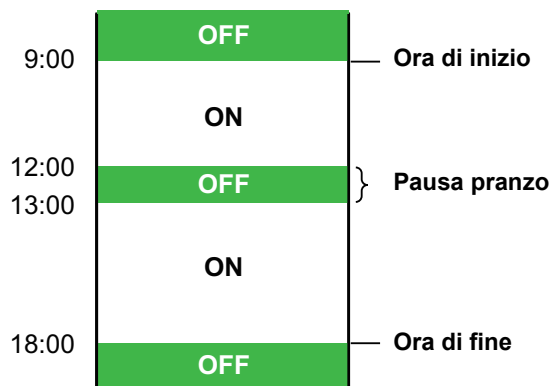 OFF
9:00 Ora di inizio
ON
12:00
OFF Pausa pranzo
13:00
ON
18:00 Ora di fine
OFF